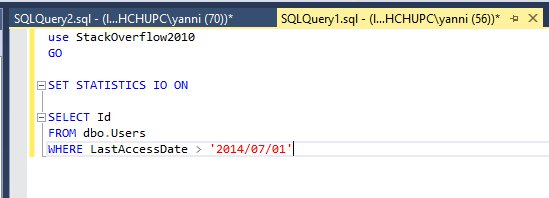 SQLQuery2.sql - (l...HCHUPC\yanni (70))*
SQLQuery1.sql - (l...HCHUPC\yanni (56))*
use StackOverflow2010
GO
SET STATISTICS IO ON
SELECT Id
FROM dbo.Users
WHERE LastAccessDate > '2014/07/01'